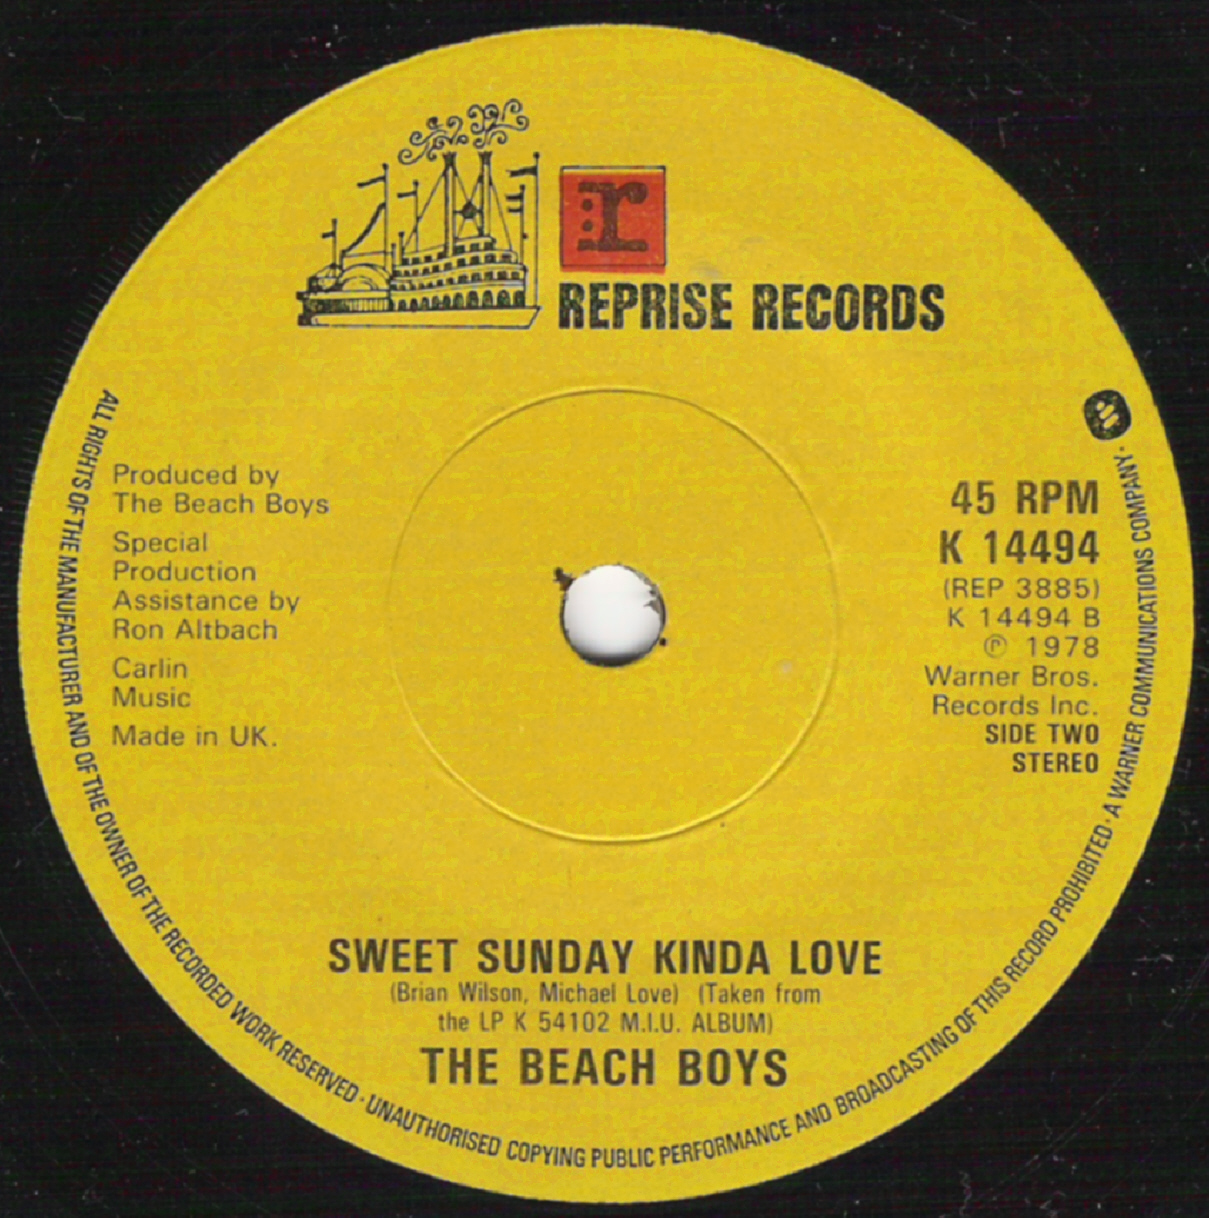 r
REPRISE RECORDS
Produced by
The Beach Boys
Special
Production
Assistance by
Ron Altbach
Carlin
Music
Made in UK.
45 RPM
K 14494
(REP 3885)
K 14494 B
℗ 1978
Warner Bros.
Records Inc.
SIDE TWO
STEREO
SWEET SUNDAY KINDA LOVE
(Brian Wilson, Michael Love) (Taken from
the LP K 54102 M.I.U. ALBUM)
THE BEACH BOYS
ALL RIGHTS OF THE MANUFACTURER AND OF THE OWNER OF THE RECORDED WORK RESERVED · UNAUTHORISED COPYING PUBLIC PERFORMANCE AND BROADCASTING OF THIS RECORD PROHIBITED · A WARNER COMMUNICATIONS COMPANY ·